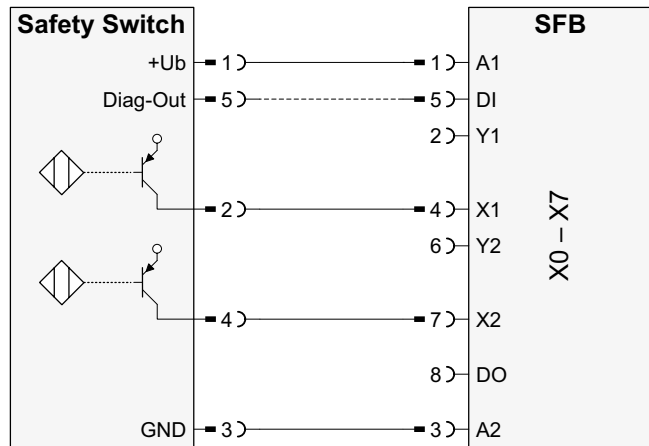 Safety Switch SFB
+Ub 1 1 A1
Diag-Out 5 5 DI
2 Y1
2 4 X1
6 Y2
4 7 X2
8 DO
GND 3 3 A2
X0 – X7